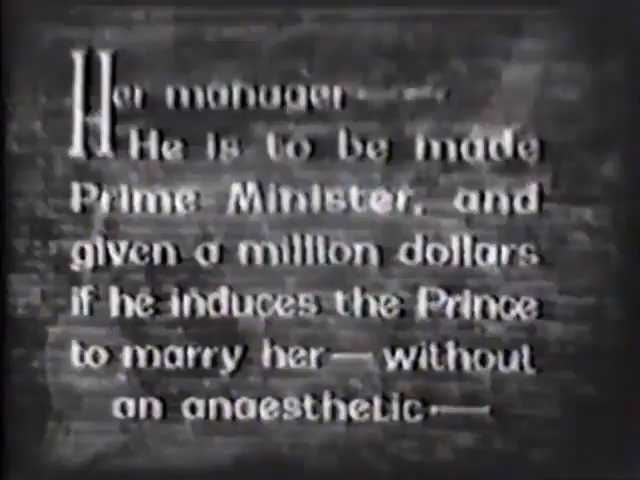 Her manager——
He is to be made
Prime Minister, and
given a million dollars
if he induces the Prince
to marry her—without
an anaesthetic—